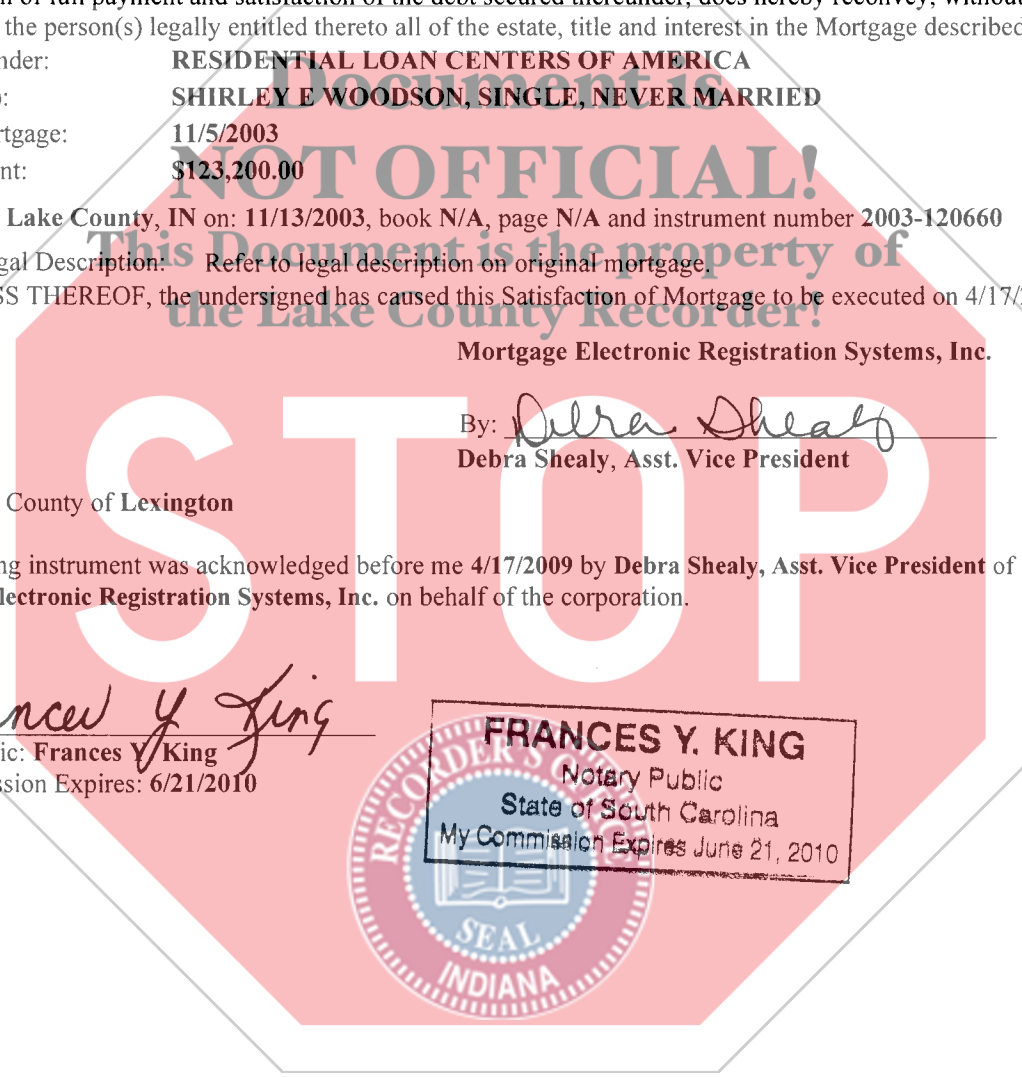 n of full payment and satisfaction of the debt secured thereunder, does hereby reconvey, without
the person(s) legally entitled thereto all of the estate, title and interest in the Mortgage described
nder: RESIDENTIAL LOAN CENTERS OF AMERICA
Document is
): SHIRLEY E WOODSON, SINGLE, NEVER MARRIED
rtgage: 11/5/2003
NOT OFFICIAL!
nt: $123,200.00
Lake County, IN on: 11/13/2003, book N/A, page N/A and instrument number 2003-120660
This Document is the property of
gal Description: Refer to legal description on original mortgage.
SS THEREOF, the undersigned has caused this Satisfaction of Mortgage to be executed on 4/17/
the Lake County Recorder!
Mortgage Electronic Registration Systems, Inc.
By: Debra Shealy
Debra Shealy, Asst. Vice President
STOP
County of Lexington
ng instrument was acknowledged before me 4/17/2009 by Debra Shealy, Asst. Vice President of
lectronic Registration Systems, Inc. on behalf of the corporation.
nces Y King
ic: Frances Y King
ssion Expires: 6/21/2010
FRANCES Y. KING
Notary Public
State of South Carolina
My Commission Expires June 21, 2010
RECORDER'S OFFICE
SEAL
INDIANA